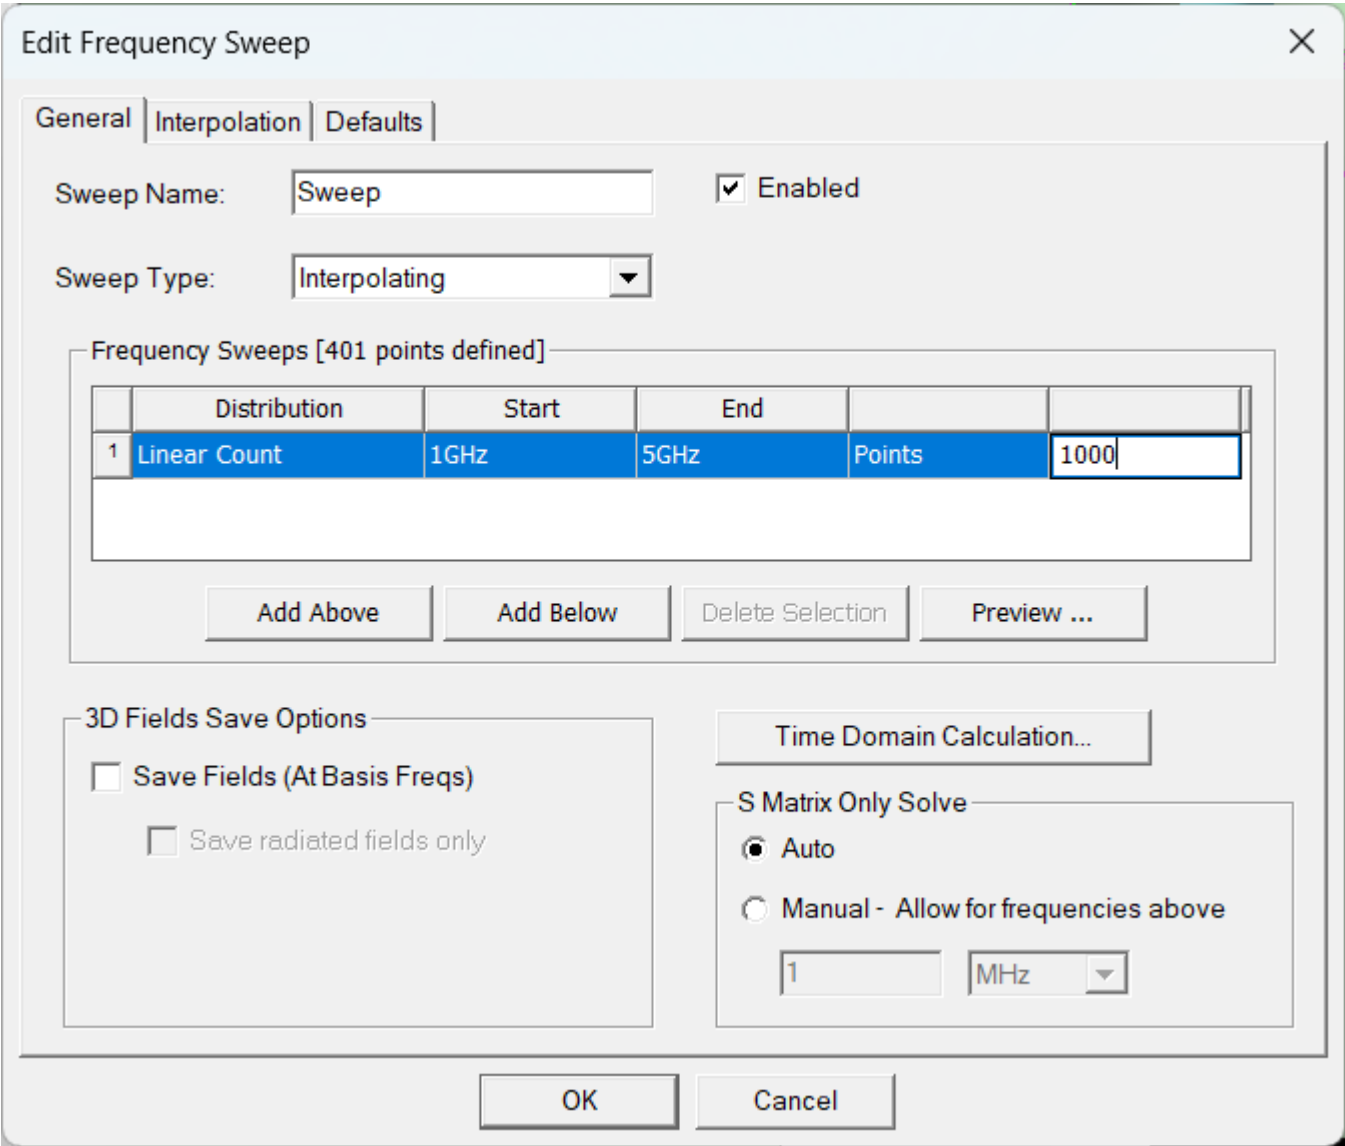 Edit Frequency Sweep
General Interpolation Defaults
Sweep Name: Sweep Enabled
Sweep Type: Interpolating
Frequency Sweeps [401 points defined]
Distribution Start End
1 Linear Count 1GHz 5GHz Points 1000
Add Above Add Below Delete Selection Preview ...
3D Fields Save Options
Save Fields (At Basis Freqs)
Save radiated fields only
Time Domain Calculation...
S Matrix Only Solve
Auto
Manual - Allow for frequencies above
1 MHz
OK Cancel